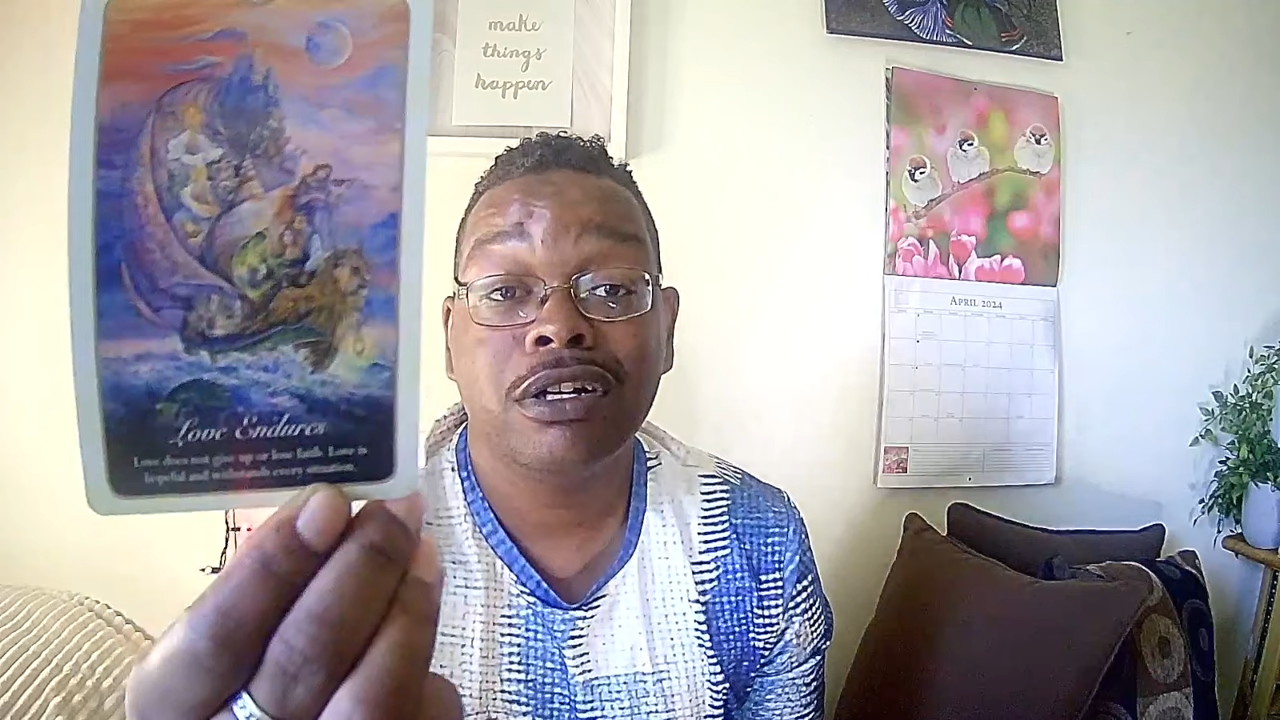 make
things
happen
Love Endures
Love does not give up or lose faith. Love is
hopeful and withstands every situation.
APRIL 2024